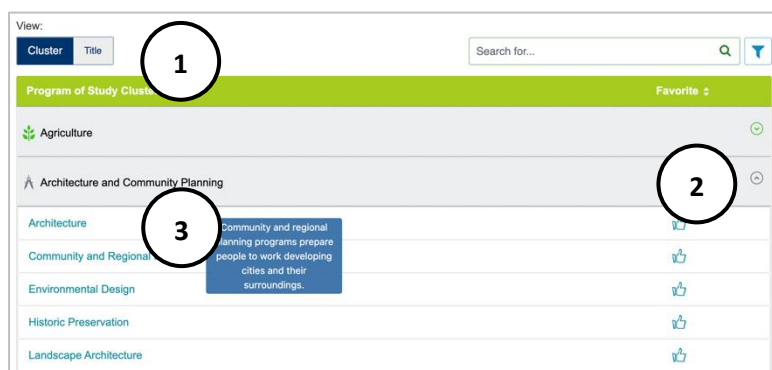 View:
Cluster Title
Search for...
1
Program of Study Cluste
Favorite
Agriculture
Architecture and Community Planning
2
Architecture
3
Community and regional
planning programs prepare
people to work developing
cities and their
surroundings.
Community and Regional
Environmental Design
Historic Preservation
Landscape Architecture